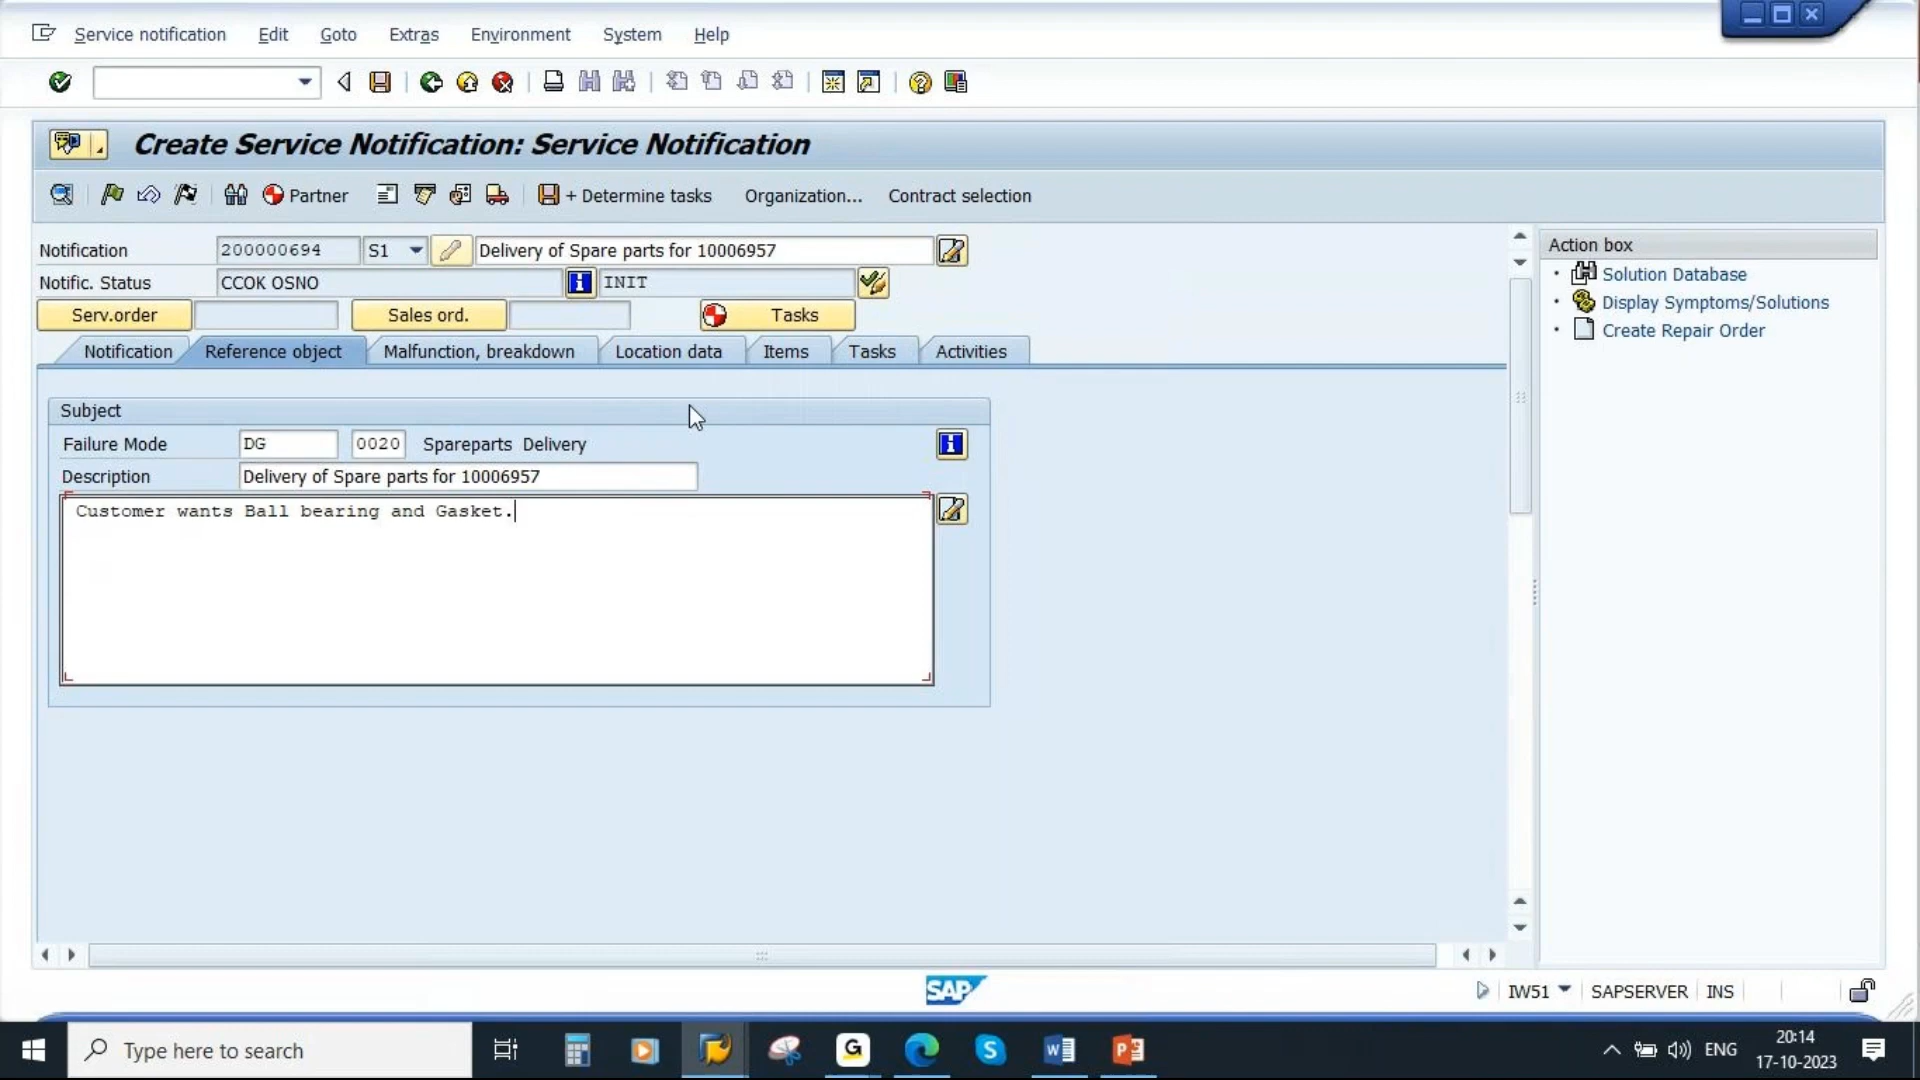 Service notification Edit Goto Extras Environment System Help
Create Service Notification: Service Notification
Partner + Determine tasks Organization... Contract selection
Notification 200000694 S1 Delivery of Spare parts for 10006957
Notific. Status CCOK OSNO INIT
Serv.order Sales ord. Tasks
Notification Reference object Malfunction, breakdown Location data Items Tasks Activities
Subject
Failure Mode DG 0020 Spareparts Delivery
Description Delivery of Spare parts for 10006957
Customer wants Ball bearing and Gasket.
Action box
Solution Database
Display Symptoms/Solutions
Create Repair Order
SAP
IW51 SAPSERVER INS
Type here to search
G S W P
ENG
20:14
17-10-2023